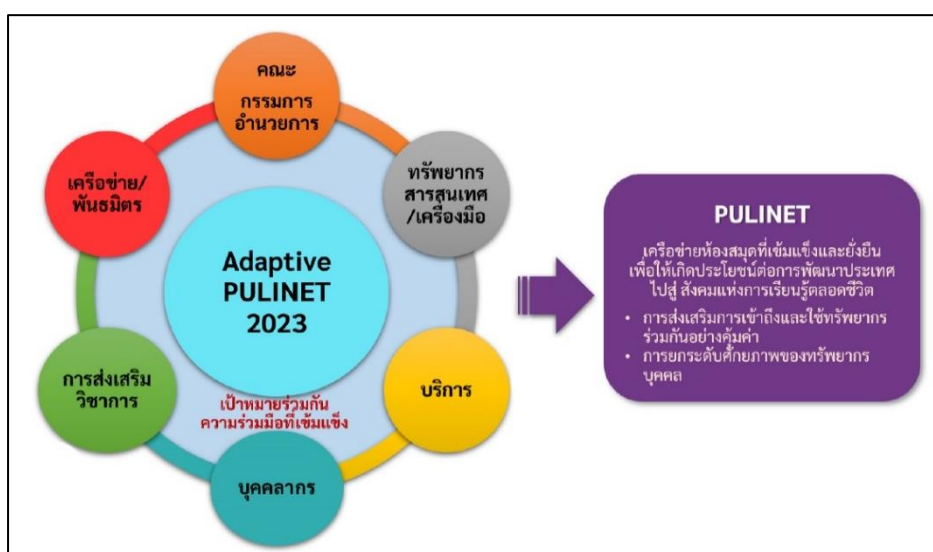 คณะ
กรรมการ
อำนวยการ
ทรัพยากร
สารสนเทศ
/เครื่องมือ
บริการ
บุคคลากร
การส่งเสริม
วิชาการ
เครือข่าย/
พันธมิตร
Adaptive
PULINET
2023
เป้าหมายร่วมกัน
ความร่วมมือที่เข้มแข็ง
PULINET
เครือข่ายห้องสมุดที่เข้มแข็งและยั่งยืน
เพื่อให้เกิดประโยชน์ต่อการพัฒนาประเทศ
ไปสู่ สังคมแห่งการเรียนรู้ตลอดชีวิต
• การส่งเสริมการเข้าถึงและใช้ทรัพยากร
ร่วมกันอย่างคุ้มค่า
• การยกระดับศักยภาพของทรัพยากร
บุคคล